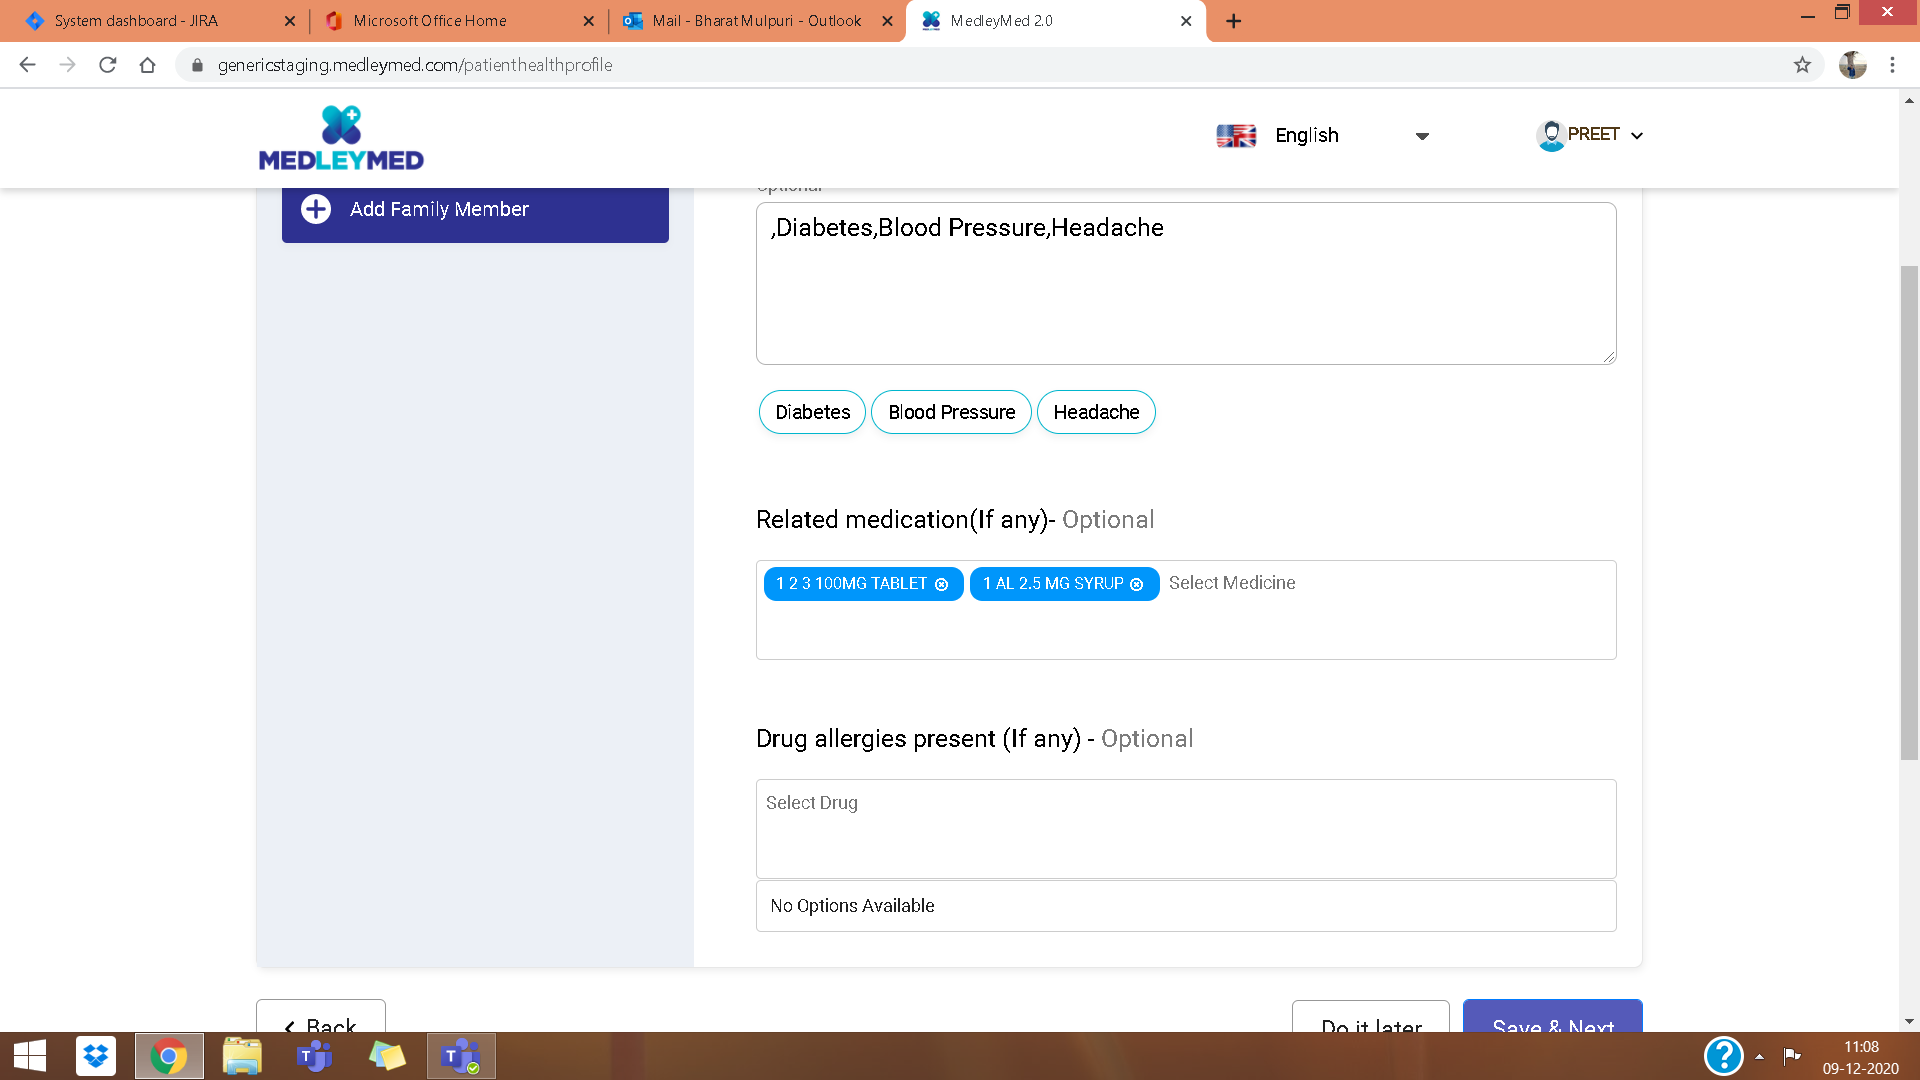 System dashboard - JIRA
Microsoft Office Home
Mail - Bharat Mulpuri - Outlook
MedleyMed 2.0
genericstaging.medleymed.com/patienthealthprofile
MEDLEYMED
English
PREET
Add Family Member
Optional
,Diabetes,Blood Pressure,Headache
Diabetes
Blood Pressure
Headache
Related medication(If any)- Optional
1 2 3 100MG TABLET
1 AL 2.5 MG SYRUP
Select Medicine
Drug allergies present (If any) - Optional
Select Drug
No Options Available
Back
Do it later
Save & Next
11:08
09-12-2020